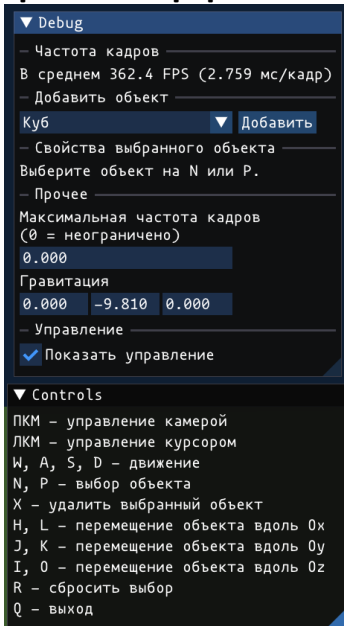 Debug
Частота кадров
В среднем 362.4 FPS (2.759 мс/кадр)
Добавить объект
Куб Добавить
Свойства выбранного объекта
Выберите объект на N или P.
Прочее
Максимальная частота кадров
(0 = неограничено)
0.000
Гравитация
0.000 -9.810 0.000
Управление
Показать управление
Controls
ПКМ - управление камерой
ЛКМ - управление курсором
W, A, S, D - движение
N, P - выбор объекта
X - удалить выбранный объект
H, L - перемещение объекта вдоль Ox
J, K - перемещение объекта вдоль Oy
I, O - перемещение объекта вдоль Oz
R - сбросить выбор
Q - выход